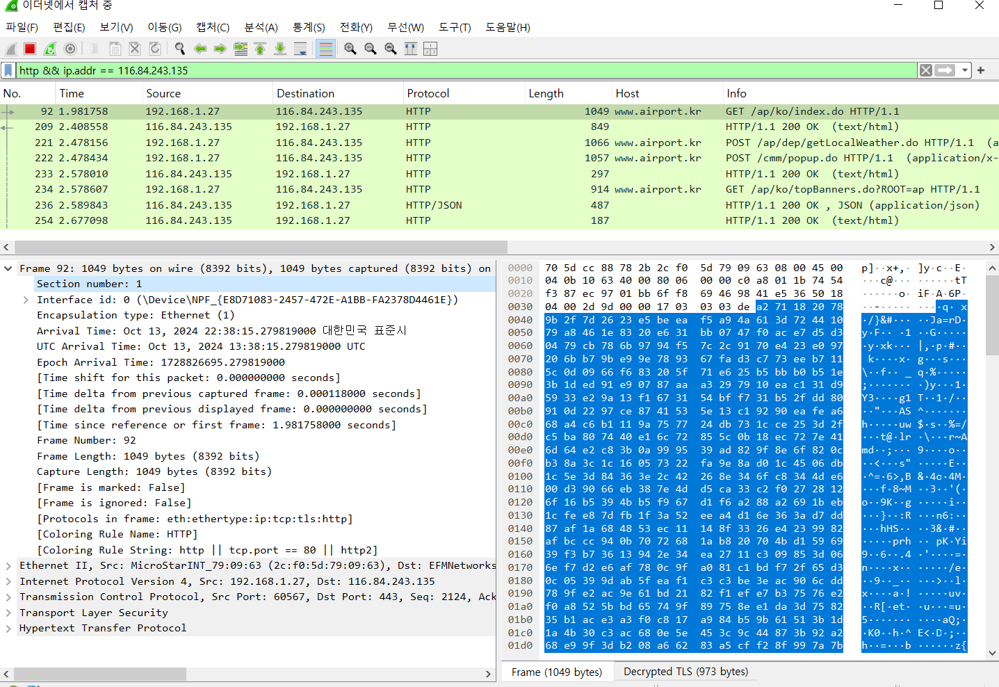 이더넷에서 캡처 중
파일(F) 편집(E) 보기(V) 이동(G) 캡처(C) 분석(A) 통계(S) 전화(Y) 무선(W) 도구(T) 도움말(H)
http && ip.addr == 116.84.243.135
No. Time Source Destination Protocol Length Host Info
92 1.981758 192.168.1.27 116.84.243.135 HTTP 1049 www.airport.kr GET /ap/ko/index.do HTTP/1.1
209 2.408558 116.84.243.135 192.168.1.27 HTTP 849 HTTP/1.1 200 OK (text/html)
221 2.478156 192.168.1.27 116.84.243.135 HTTP 1066 www.airport.kr POST /ap/dep/getLocalWeather.do HTTP/1.1 (a
222 2.478434 192.168.1.27 116.84.243.135 HTTP 1057 www.airport.kr POST /cmm/popup.do HTTP/1.1 (application/x-
233 2.578010 116.84.243.135 192.168.1.27 HTTP 297 HTTP/1.1 200 OK (text/html)
234 2.578607 192.168.1.27 116.84.243.135 HTTP 914 www.airport.kr GET /ap/ko/topBanners.do?ROOT=ap HTTP/1.1
236 2.589843 116.84.243.135 192.168.1.27 HTTP/JSON 487 HTTP/1.1 200 OK , JSON (application/json)
254 2.677098 116.84.243.135 192.168.1.27 HTTP 187 HTTP/1.1 200 OK (text/html)
Frame 92: 1049 bytes on wire (8392 bits), 1049 bytes captured (8392 bits) on
Section number: 1
Interface id: 0 (\Device\NPF_{E8D71083-2457-472E-A1BB-FA2378D4461E})
Encapsulation type: Ethernet (1)
Arrival Time: Oct 13, 2024 22:38:15.279819000 대한민국 표준시
UTC Arrival Time: Oct 13, 2024 13:38:15.279819000 UTC
Epoch Arrival Time: 1728826695.279819000
[Time shift for this packet: 0.000000000 seconds]
[Time delta from previous captured frame: 0.000118000 seconds]
[Time delta from previous displayed frame: 0.000000000 seconds]
[Time since reference or first frame: 1.981758000 seconds]
Frame Number: 92
Frame Length: 1049 bytes (8392 bits)
Capture Length: 1049 bytes (8392 bits)
[Frame is marked: False]
[Frame is ignored: False]
[Protocols in frame: eth:ethertype:ip:tcp:tls:http]
[Coloring Rule Name: HTTP]
[Coloring Rule String: http || tcp.port == 80 || http2]
Ethernet II, Src: MicroStarINT_79:09:63 (2c:f0:5d:79:09:63), Dst: EFMNetworks
Internet Protocol Version 4, Src: 192.168.1.27, Dst: 116.84.243.135
Transmission Control Protocol, Src Port: 60567, Dst Port: 443, Seq: 2124, Ack
Transport Layer Security
Hypertext Transfer Protocol
0000 70 5d cc 88 78 2b 2c f0 5d 79 09 63 08 00 45 00 p]··x+,· ]y·c··E·
0010 04 0b 10 63 40 00 80 06 00 00 c0 a8 01 1b 74 54 ···c@··· ······tT
0020 f3 87 ec 97 01 bb 6f f8 69 46 98 41 e5 36 50 18 ······o· iF·A·6P·
0030 04 00 2d 9d 00 00 17 03 03 03 de a2 71 18 20 78 ··-····· ····q· x
0040 9b 2f 7d 26 23 e5 be ea f5 a9 4a 61 3d 72 44 10 ·/}&#··· ··Ja=rD·
0050 79 a8 46 1e 83 20 e6 31 bb 07 47 f0 ac e7 d5 d3 y·F·· ·1 ··G·····
0060 04 79 cb 78 6b 97 94 f5 7c 2c 91 70 e4 23 e0 97 ·y·xk··· |,·p·#··
0070 20 6b b7 9b e9 9e 78 93 67 fa d3 c7 73 ee b7 11 k····x· g···s···
0080 5c 0d 09 66 f6 83 20 5f 71 e6 25 b5 bb b0 b5 1e \··f·· _ q·%·····
0090 3b 1d ed 91 e9 07 87 aa a3 29 79 10 ea c1 31 d9 ;······· ·)y···1·
00a0 59 33 e2 9a 13 f1 67 31 54 bf f7 31 b5 2f dd 80 Y3····g1 T··1·/··
00b0 91 0d 22 97 ce 87 41 53 5e 13 c1 92 90 ea fe a6 ··"···AS ^·······
00c0 68 a4 c6 b1 11 9a 75 77 24 db 73 1c ce 25 3d 2f h·····uw $·s··%=/
00d0 c5 ba 80 74 40 e1 6c 72 85 5c 0b 18 ec 72 7e 41 ···t@·lr ·\···r~A
00e0 6d 64 e2 c8 3b 0a 99 95 39 ad 82 9f 8e 6f 82 0c md··;··· 9····o··
00f0 b3 8a 3c 1c 16 05 73 22 fa 9e 8a d0 1c 45 06 db ··<···s" ·····E··
0100 1c 5e 3d 84 36 3e 2c 42 26 8e 34 6f c8 34 4d e6 ·^=·6>,B &·4o·4M·
0110 00 d3 90 66 eb 38 7e 4d d5 ca 33 c2 f0 27 28 12 ···f·8~M ··3··'(·
0120 6f 16 b5 39 4b b5 f9 67 d1 f6 a2 88 a2 69 1b eb o··9K··g ·····i··
0130 1c fe e8 7d fb 1f 3a 52 ee a4 d1 6e 36 3a d7 dd ···}··:R ···n6:··
0140 87 af 1a 68 48 53 ec 11 14 8f 33 26 e4 23 99 82 ···hHS·· ··3&·#··
0150 af bc cc 94 0b 70 72 68 1a b8 20 70 4b d1 59 69 ·····prh ·· pK·Yi
0160 39 f3 b7 36 13 94 2e 34 ea 27 11 c3 09 85 3d 06 9··6··.4 ·'····=·
0170 6e f7 d2 e6 af 78 0c 9f a0 81 c1 bd f7 2f 65 d3 n····x·· ·····/e·
0180 0c 05 39 9d ab 5f ea f1 c3 c3 be 3e ac 90 6c dd ··9··_·· ···>··l·
0190 78 9f e2 ac 9e 61 bd 21 82 f1 ef e7 b3 75 76 e2 x····a·! ·····uv·
01a0 f0 a8 52 5b bd 65 74 9f 89 75 8e e1 da 3d 75 82 ··R[·et· ·u···=u·
01b0 35 b1 ac e3 a3 f0 c8 17 a9 84 b5 9b 61 51 3b 1d 5······· ····aQ;·
01c0 1a 4b 30 c3 ac 68 0e 5e 45 3c 9c 44 87 3b 92 a2 ·K0··h·^ E<·D·;··
01d0 68 e9 9f 3d b2 08 a6 62 83 a5 cf f2 8f 99 7a 7b h··=···b ······z{
Frame (1049 bytes) Decrypted TLS (973 bytes)